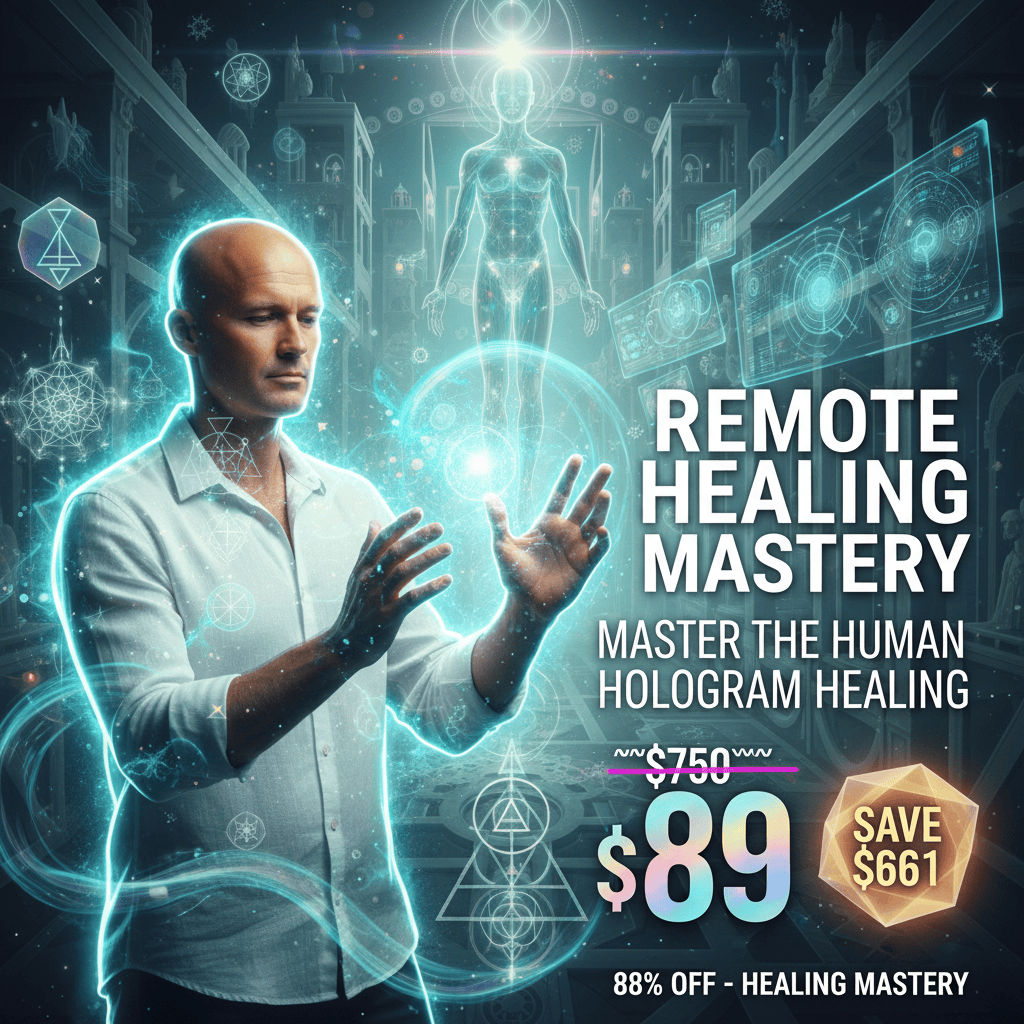 REMOTE
HEALING
MASTERY
MASTER THE HUMAN
HOLOGRAM HEALING
~~$750~~
$89
SAVE
$661
88% OFF - HEALING MASTERY